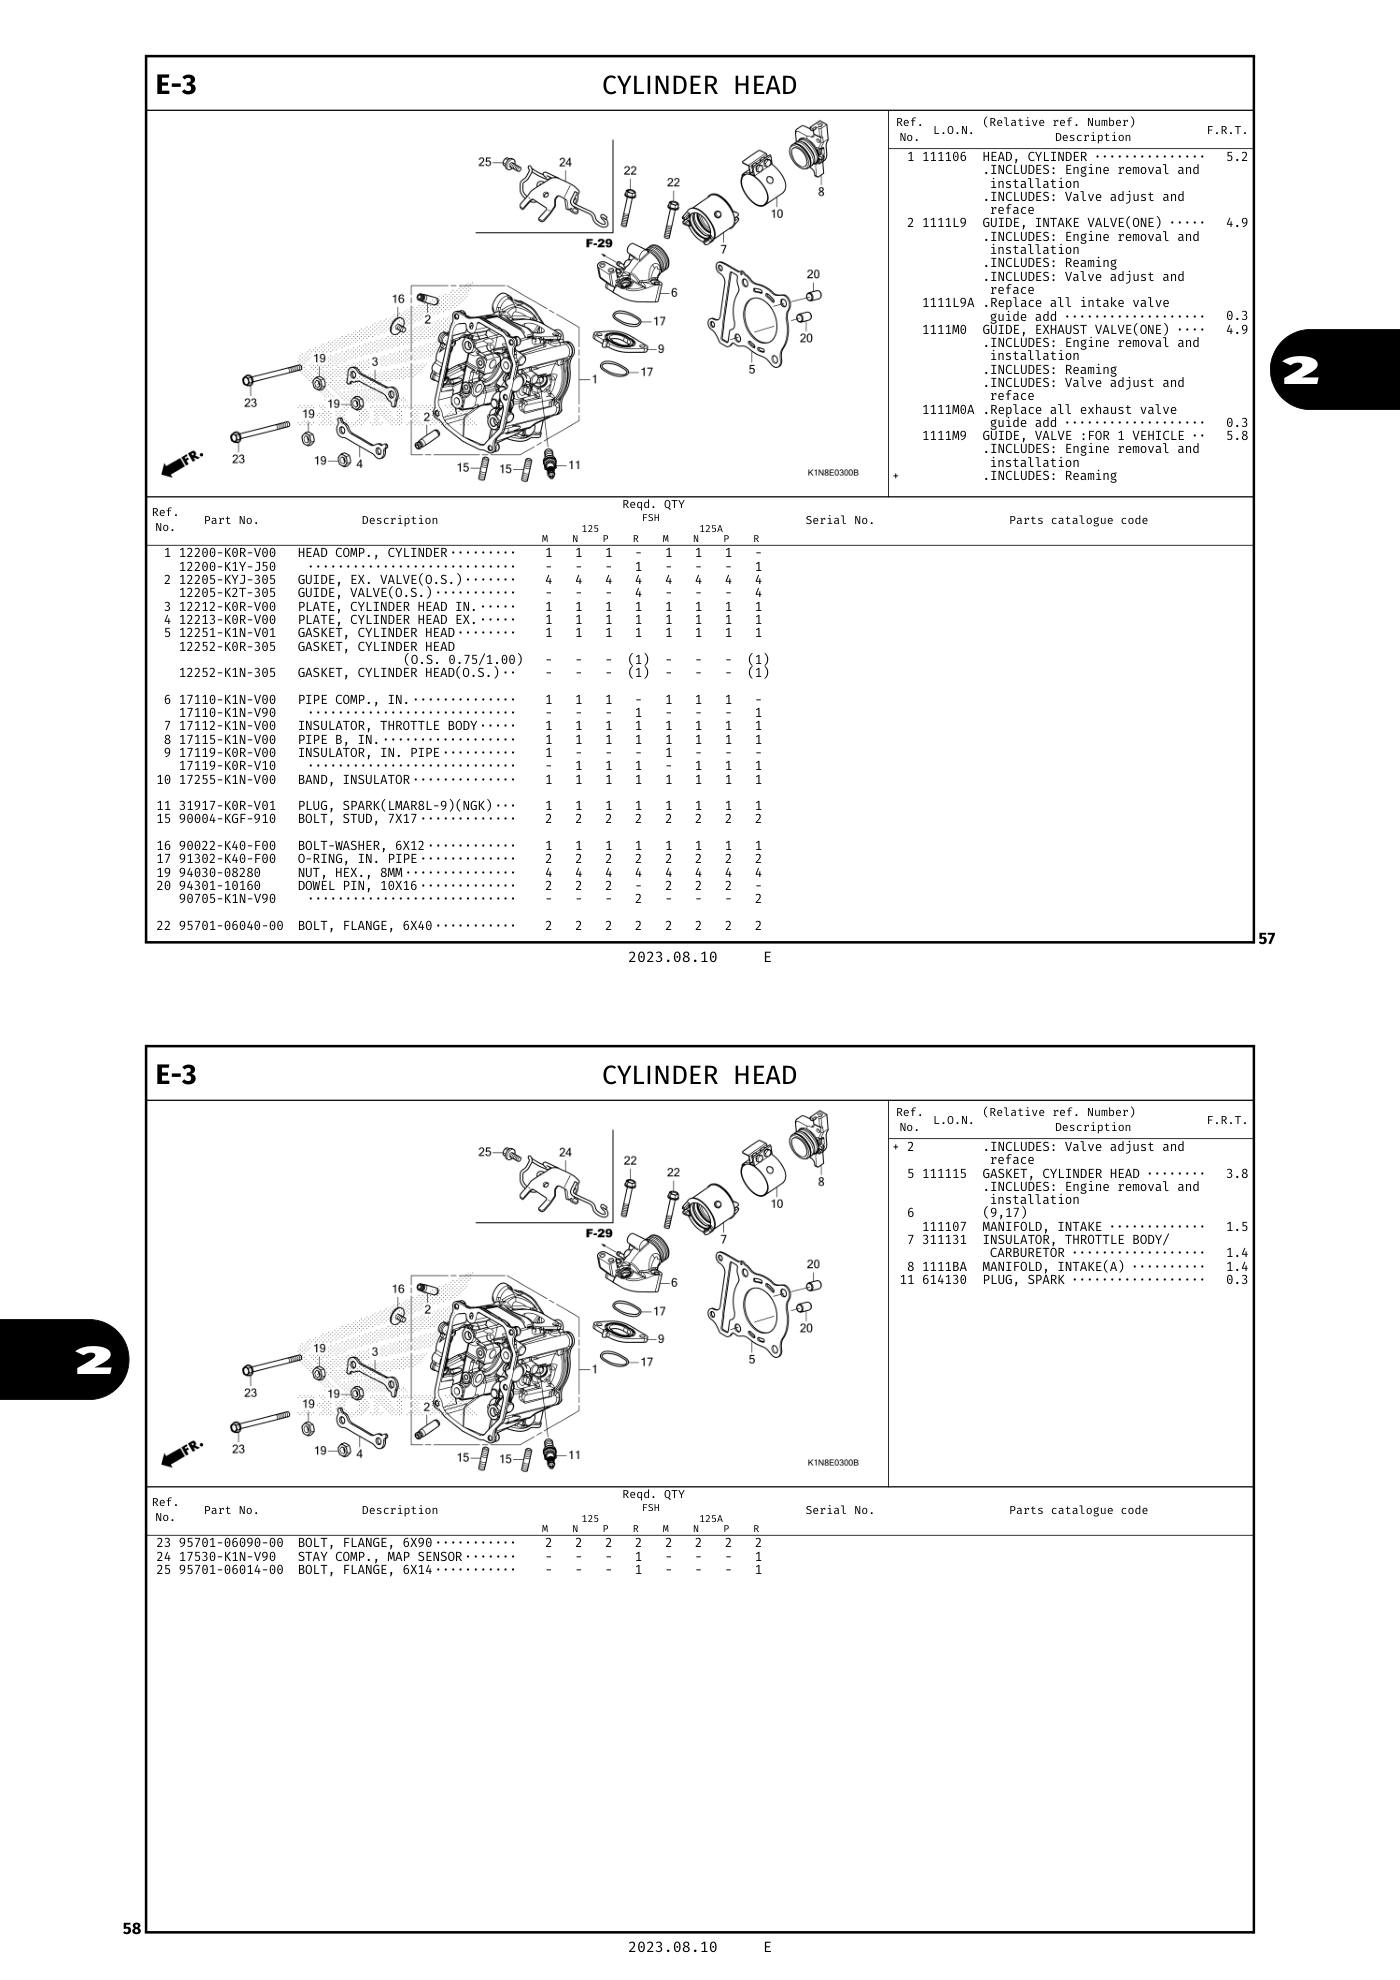 E-3 CYLINDER HEAD
25
24
22
22
8
10
7
F-29
6
20
20
5
16
2
17
9
17
1
19
3
23
19
19
2
23
19
4
15
15
11
FR.
K1N8E0300B
Ref. No. L.O.N. (Relative ref. Number) Description F.R.T.
1 111106 HEAD, CYLINDER ··············· 5.2
.INCLUDES: Engine removal and
installation
.INCLUDES: Valve adjust and
reface
2 1111L9 GUIDE, INTAKE VALVE(ONE) ····· 4.9
.INCLUDES: Engine removal and
installation
.INCLUDES: Reaming
.INCLUDES: Valve adjust and
reface
1111L9A .Replace all intake valve
guide add ··················· 0.3
1111M0 GUIDE, EXHAUST VALVE(ONE) ···· 4.9
.INCLUDES: Engine removal and
installation
.INCLUDES: Reaming
.INCLUDES: Valve adjust and
reface
1111M0A .Replace all exhaust valve
guide add ··················· 0.3
1111M9 GUIDE, VALVE :FOR 1 VEHICLE ·· 5.8
.INCLUDES: Engine removal and
installation
+ .INCLUDES: Reaming
2
Reqd. QTY
Ref. No. Part No. Description FSH Serial No. Parts catalogue code
125 125A
M N P R M N P R
1 12200-K0R-V00 HEAD COMP., CYLINDER········· 1 1 1 - 1 1 1 -
12200-K1Y-J50 ···························· - - - 1 - - - 1
2 12205-KYJ-305 GUIDE, EX. VALVE(O.S.)······· 4 4 4 4 4 4 4 4
12205-K2T-305 GUIDE, VALVE(O.S.)··········· - - - 4 - - - 4
3 12212-K0R-V00 PLATE, CYLINDER HEAD IN.····· 1 1 1 1 1 1 1 1
4 12213-K0R-V00 PLATE, CYLINDER HEAD EX.····· 1 1 1 1 1 1 1 1
5 12251-K1N-V01 GASKET, CYLINDER HEAD········ 1 1 1 1 1 1 1 1
12252-K0R-305 GASKET, CYLINDER HEAD
(O.S. 0.75/1.00) - - - (1) - - - (1)
12252-K1N-305 GASKET, CYLINDER HEAD(O.S.)·· - - - (1) - - - (1)
6 17110-K1N-V00 PIPE COMP., IN.·············· 1 1 1 - 1 1 1 -
17110-K1N-V90 ···························· - - - 1 - - - 1
7 17112-K1N-V00 INSULATOR, THROTTLE BODY····· 1 1 1 1 1 1 1 1
8 17115-K1N-V00 PIPE B, IN.·················· 1 1 1 1 1 1 1 1
9 17119-K0R-V00 INSULATOR, IN. PIPE·········· 1 - - - 1 - - -
17119-K0R-V10 ···························· - 1 1 1 - 1 1 1
10 17255-K1N-V00 BAND, INSULATOR·············· 1 1 1 1 1 1 1 1
11 31917-K0R-V01 PLUG, SPARK(LMAR8L-9)(NGK)··· 1 1 1 1 1 1 1 1
15 90004-KGF-910 BOLT, STUD, 7X17············· 2 2 2 2 2 2 2 2
16 90022-K40-F00 BOLT-WASHER, 6X12············ 1 1 1 1 1 1 1 1
17 91302-K40-F00 O-RING, IN. PIPE············· 2 2 2 2 2 2 2 2
19 94030-08280 NUT, HEX., 8MM··············· 4 4 4 4 4 4 4 4
20 94301-10160 DOWEL PIN, 10X16············· 2 2 2 - 2 2 2 -
90705-K1N-V90 ···························· - - - 2 - - - 2
22 95701-06040-00 BOLT, FLANGE, 6X40··········· 2 2 2 2 2 2 2 2
57
2023.08.10 E
E-3 CYLINDER HEAD
25
24
22
22
8
10
7
F-29
6
20
20
5
16
2
17
9
17
1
19
3
23
19
19
2
23
19
4
15
15
11
FR.
K1N8E0300B
Ref. No. L.O.N. (Relative ref. Number) Description F.R.T.
+ 2 .INCLUDES: Valve adjust and
reface
5 111115 GASKET, CYLINDER HEAD ········ 3.8
.INCLUDES: Engine removal and
installation
6 (9,17)
111107 MANIFOLD, INTAKE ············· 1.5
7 311131 INSULATOR, THROTTLE BODY/
CARBURETOR ·················· 1.4
8 1111BA MANIFOLD, INTAKE(A) ·········· 1.4
11 614130 PLUG, SPARK ·················· 0.3
2
Reqd. QTY
Ref. No. Part No. Description FSH Serial No. Parts catalogue code
125 125A
M N P R M N P R
23 95701-06090-00 BOLT, FLANGE, 6X90··········· 2 2 2 2 2 2 2 2
24 17530-K1N-V90 STAY COMP., MAP SENSOR······· - - - 1 - - - 1
25 95701-06014-00 BOLT, FLANGE, 6X14··········· - - - 1 - - - 1
58
2023.08.10 E